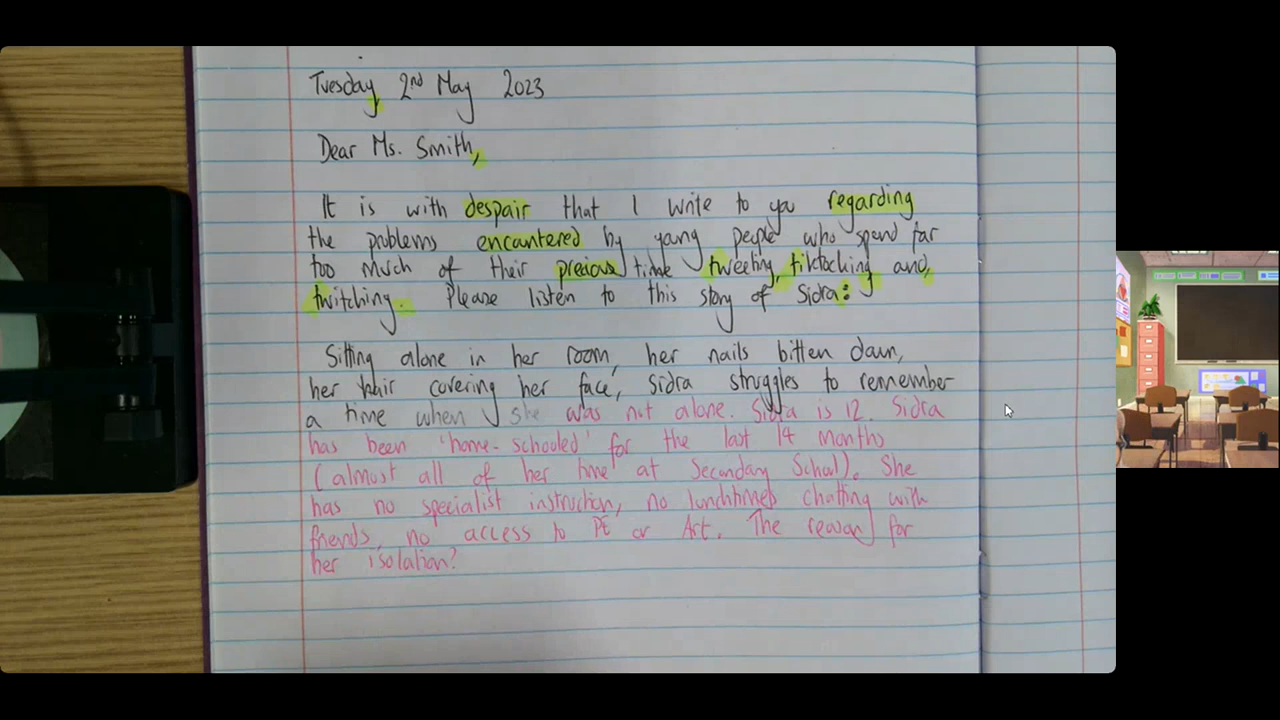 Tuesday, 2nd May 2023
Dear Ms. Smith,
It is with despair that I write to you regarding
the problems encountered by young people who spend far
too much of their precious time tweeting, tiktocking and,
twitching. Please listen to this story of Sidra:
Sitting alone in her room, her nails bitten down,
her hair covering her face, Sidra struggles to remember
a time when she was not alone. Sidra is 12. Sidra
has been 'home-schooled' for the last 14 months
(almost all of her time at Secondary School). She
has no specialist instruction, no lunchtimes chatting with
friends, no access to PE or Art. The reason for
her isolation?